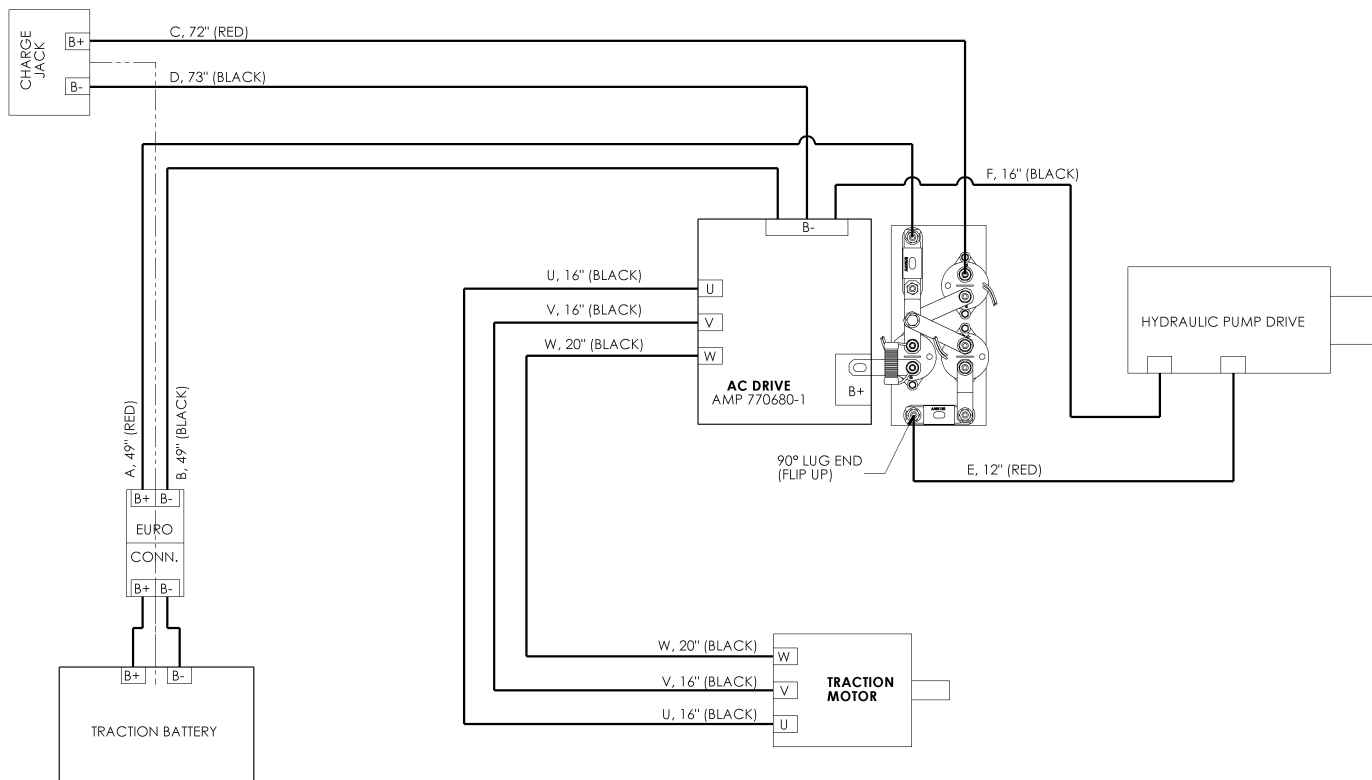 CHARGE
JACK
B+
B-
C, 72" (RED)
D, 73" (BLACK)
F, 16" (BLACK)
B-
U, 16" (BLACK)
V, 16" (BLACK)
W, 20" (BLACK)
U
V
W
AC DRIVE
AMP 770680-1
B+
HYDRAULIC PUMP DRIVE
90° LUG END
(FLIP UP)
E, 12" (RED)
A, 49" (RED)
B, 49" (BLACK)
B+ B-
EURO
CONN.
B+ B-
B+ B-
TRACTION BATTERY
W, 20" (BLACK)
V, 16" (BLACK)
U, 16" (BLACK)
W
V
U
TRACTION
MOTOR